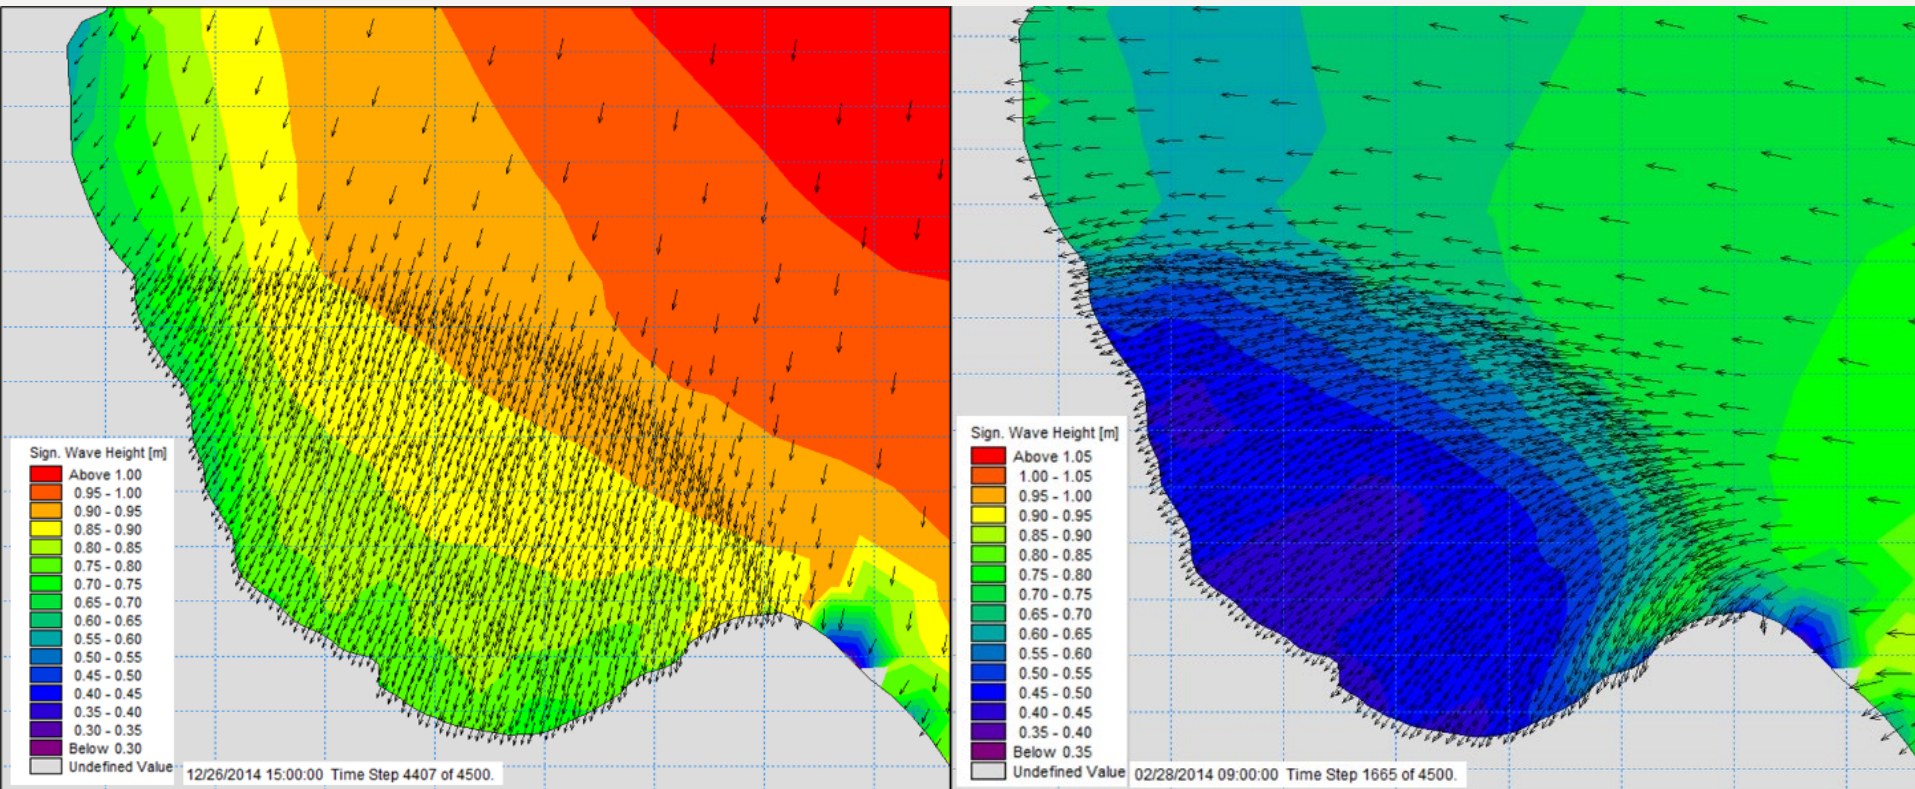 Sign. Wave Height [m]
Above 1.00
0.95 - 1.00
0.90 - 0.95
0.85 - 0.90
0.80 - 0.85
0.75 - 0.80
0.70 - 0.75
0.65 - 0.70
0.60 - 0.65
0.55 - 0.60
0.50 - 0.55
0.45 - 0.50
0.40 - 0.45
0.35 - 0.40
0.30 - 0.35
Below 0.30
Undefined Value
12/26/2014 15:00:00 Time Step 4407 of 4500.
Sign. Wave Height [m]
Above 1.05
1.00 - 1.05
0.95 - 1.00
0.90 - 0.95
0.85 - 0.90
0.80 - 0.85
0.75 - 0.80
0.70 - 0.75
0.65 - 0.70
0.60 - 0.65
0.55 - 0.60
0.50 - 0.55
0.45 - 0.50
0.40 - 0.45
0.35 - 0.40
Below 0.35
Undefined Value
02/28/2014 09:00:00 Time Step 1665 of 4500.